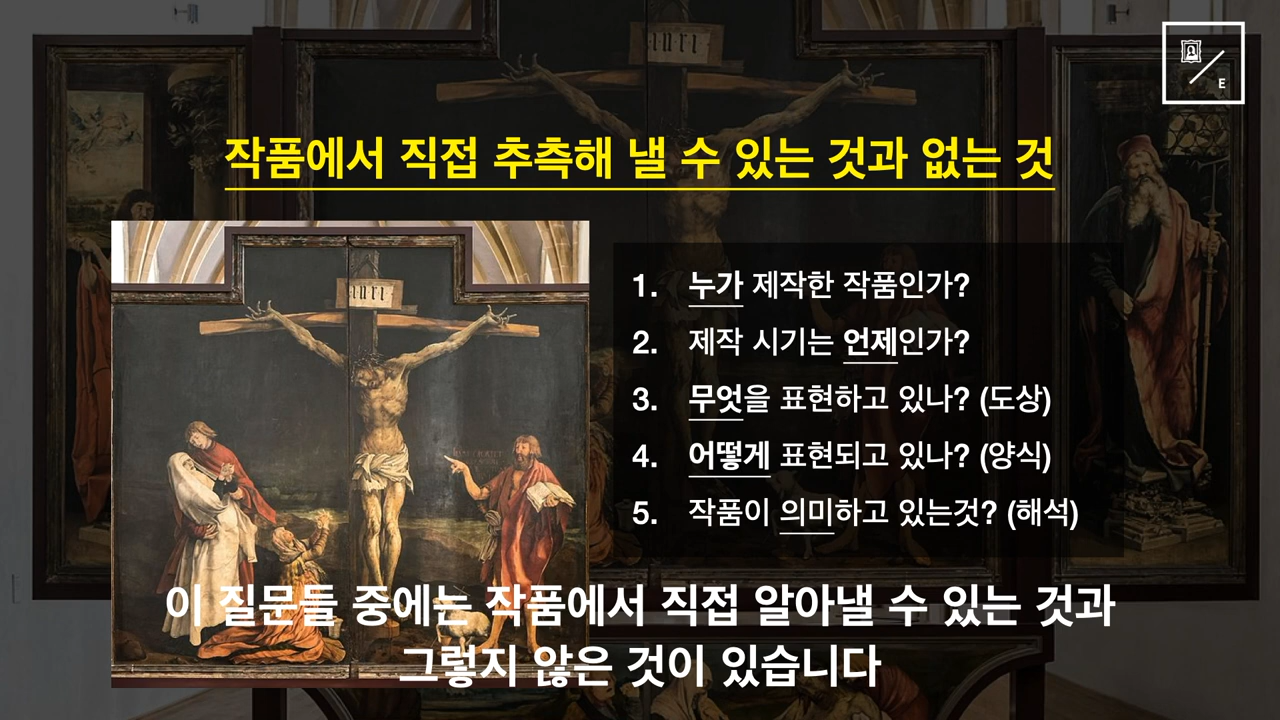 inri
E
작품에서 직접 추측해 낼 수 있는 것과 없는 것
inri
1. 누가 제작한 작품인가?
2. 제작 시기는 언제인가?
3. 무엇을 표현하고 있나? (도상)
4. 어떻게 표현되고 있나? (양식)
5. 작품이 의미하고 있는것? (해석)
이 질문들 중에는 작품에서 직접 알아낼 수 있는 것과
그렇지 않은 것이 있습니다